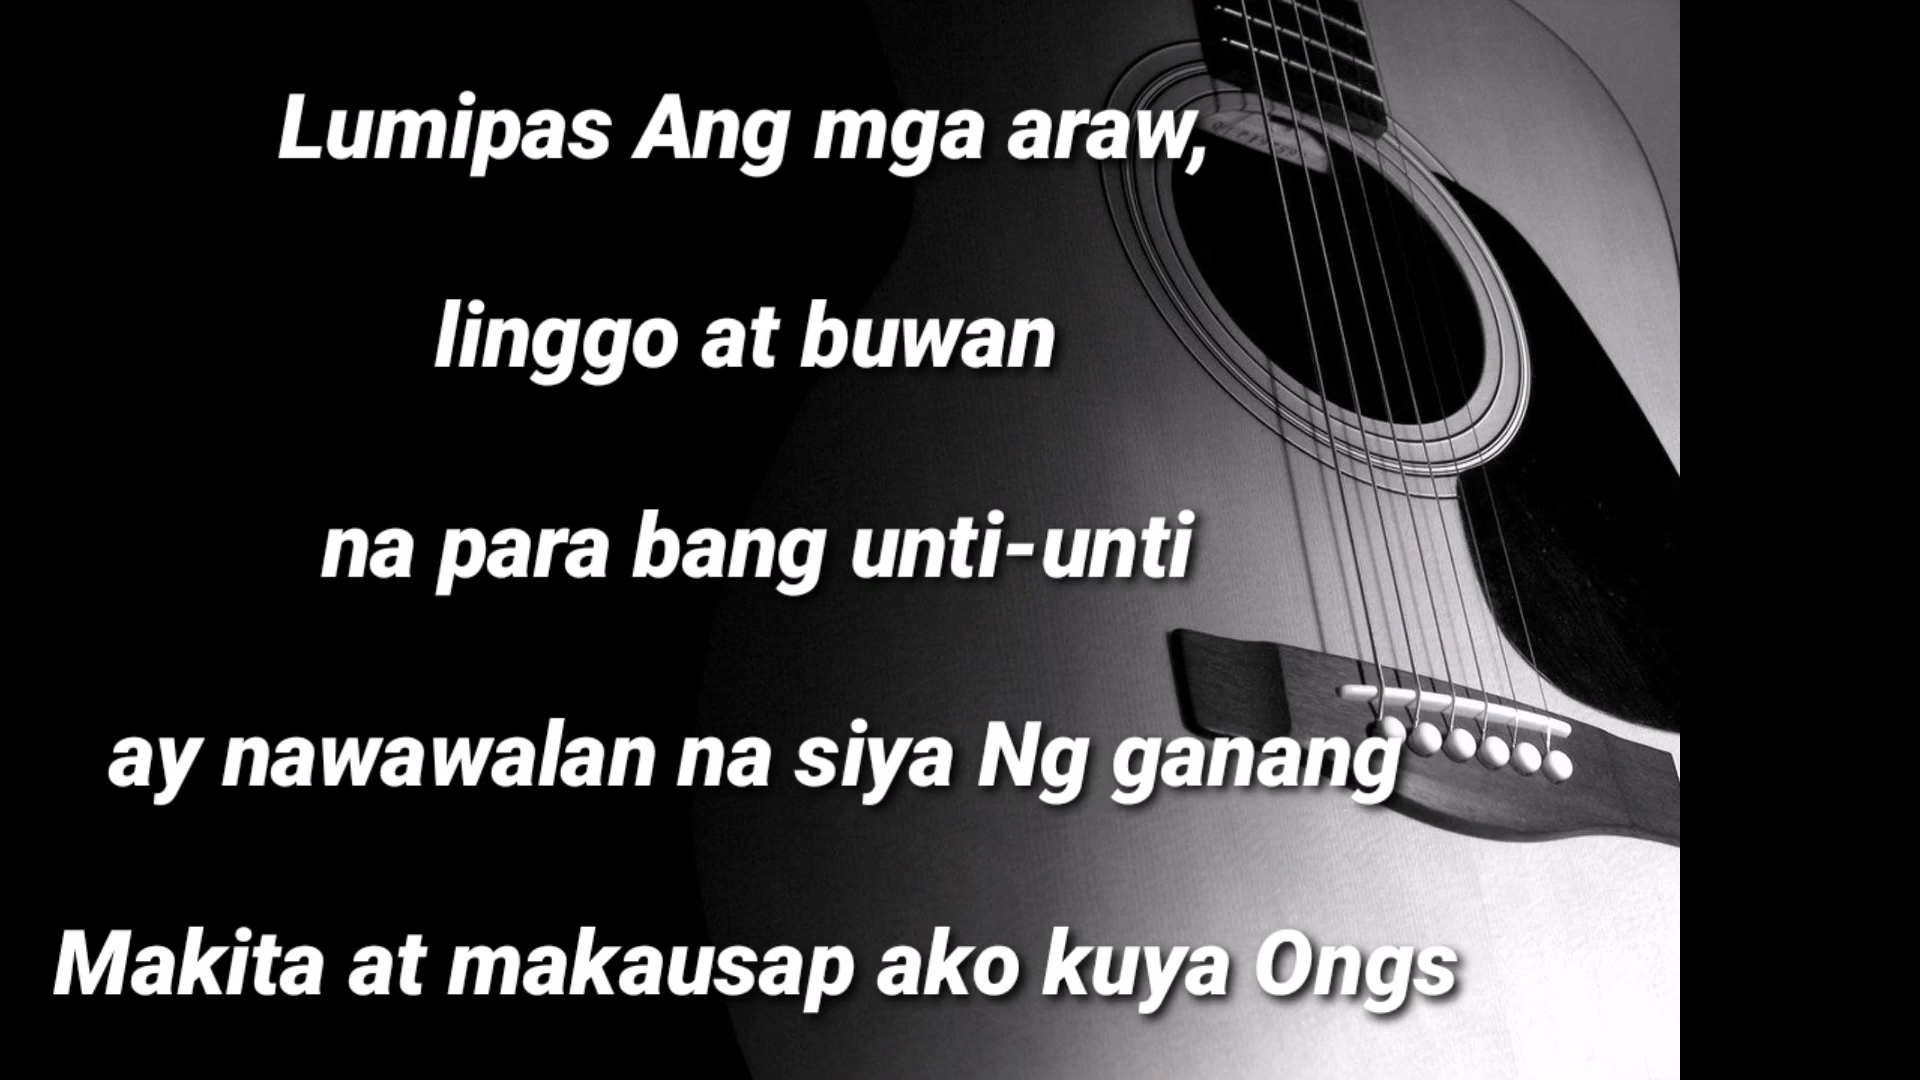 Lumipas Ang mga araw,
linggo at buwan
na para bang unti-unti
ay nawawalan na siya Ng ganang
Makita at makausap ako kuya Ongs